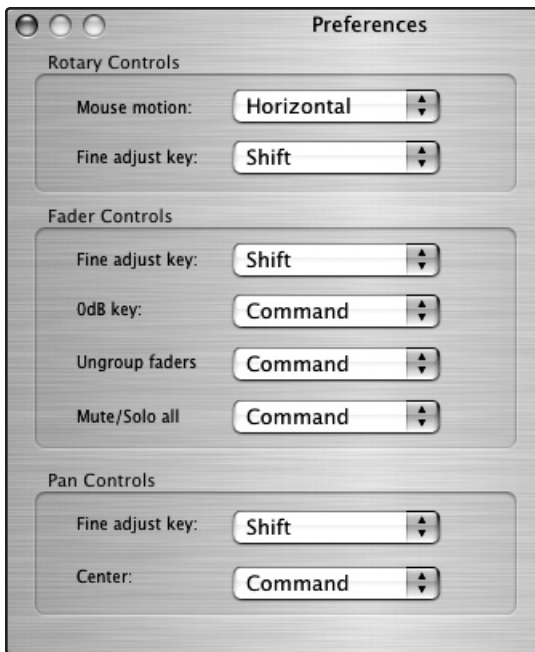 Preferences
Rotary Controls
Mouse motion: Horizontal
Fine adjust key: Shift
Fader Controls
Fine adjust key: Shift
0dB key: Command
Ungroup faders Command
Mute/Solo all Command
Pan Controls
Fine adjust key: Shift
Center: Command